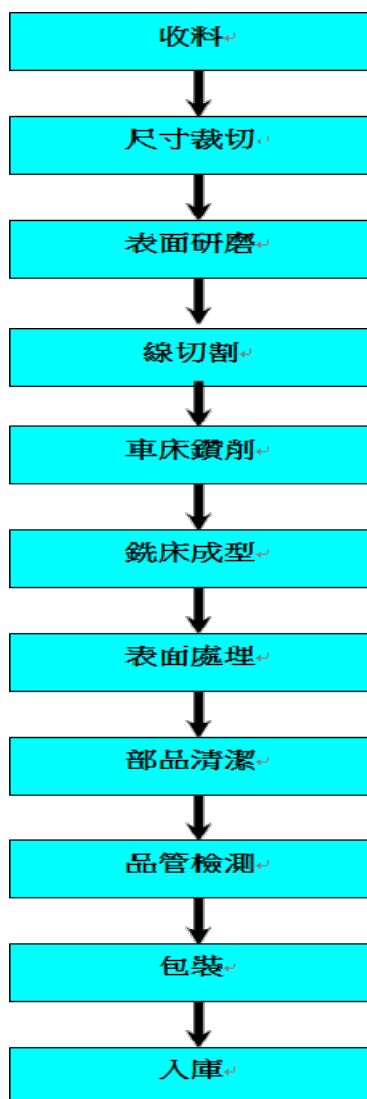 收料
尺寸裁切
表面研磨
線切割
車床鑽削
銑床成型
表面處理
部品清潔
品管檢測
包裝
入庫